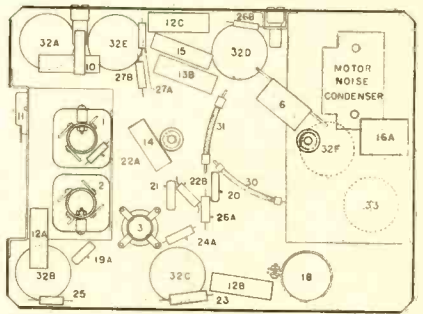 12C
26B
32A
32E
15
32D
10
27B
13B
27A
MOTOR
NOISE
CONDENSER
6
11
1
31
14
16A
32F
22A
2
21
22B
20
30
33
26A
12A
3
24A
19A
32B
32C
12B
18
25
23